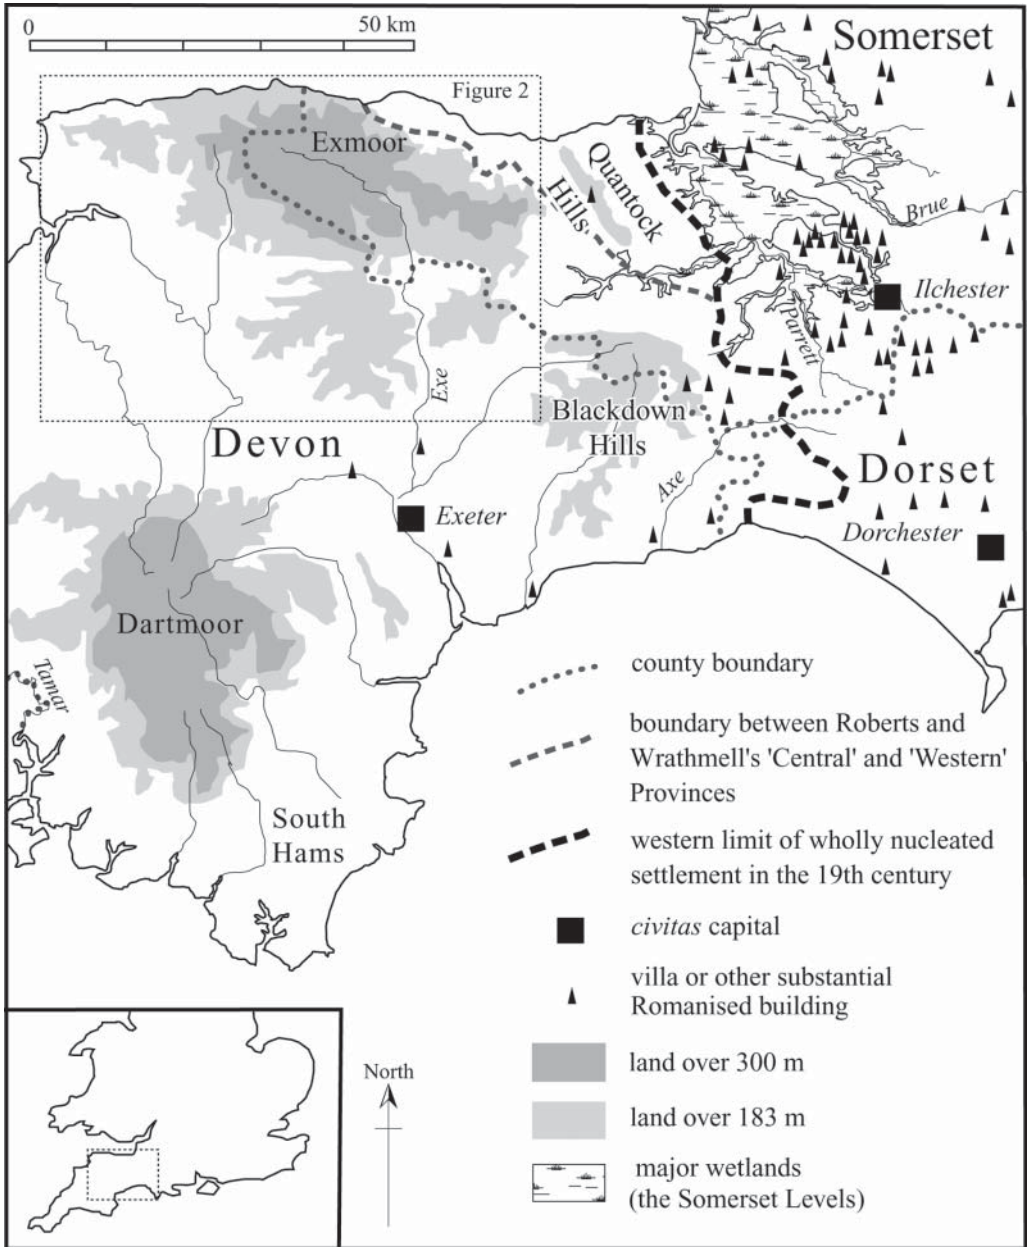 0
50 km
Somerset
Figure 2
Exmoor
Quantock
Hills
Brue
Ilchester
Parrett
Exe
Blackdown
Hills
Devon
Axe
Dorset
Exeter
Dorchester
Dartmoor
Tamar
South
Hams
county boundary
boundary between Roberts and
Wrathmell's 'Central' and 'Western'
Provinces
western limit of wholly nucleated
settlement in the 19th century
civitas capital
villa or other substantial
Romanised building
land over 300 m
land over 183 m
major wetlands
(the Somerset Levels)
North